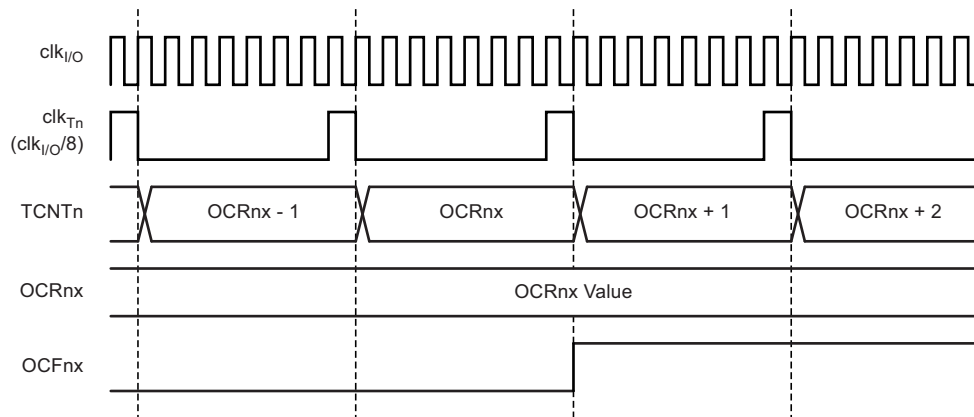 clkI/O
clkTn
(clkI/O/8)
TCNTn
OCRnx - 1
OCRnx
OCRnx + 1
OCRnx + 2
OCRnx
OCRnx Value
OCFnx